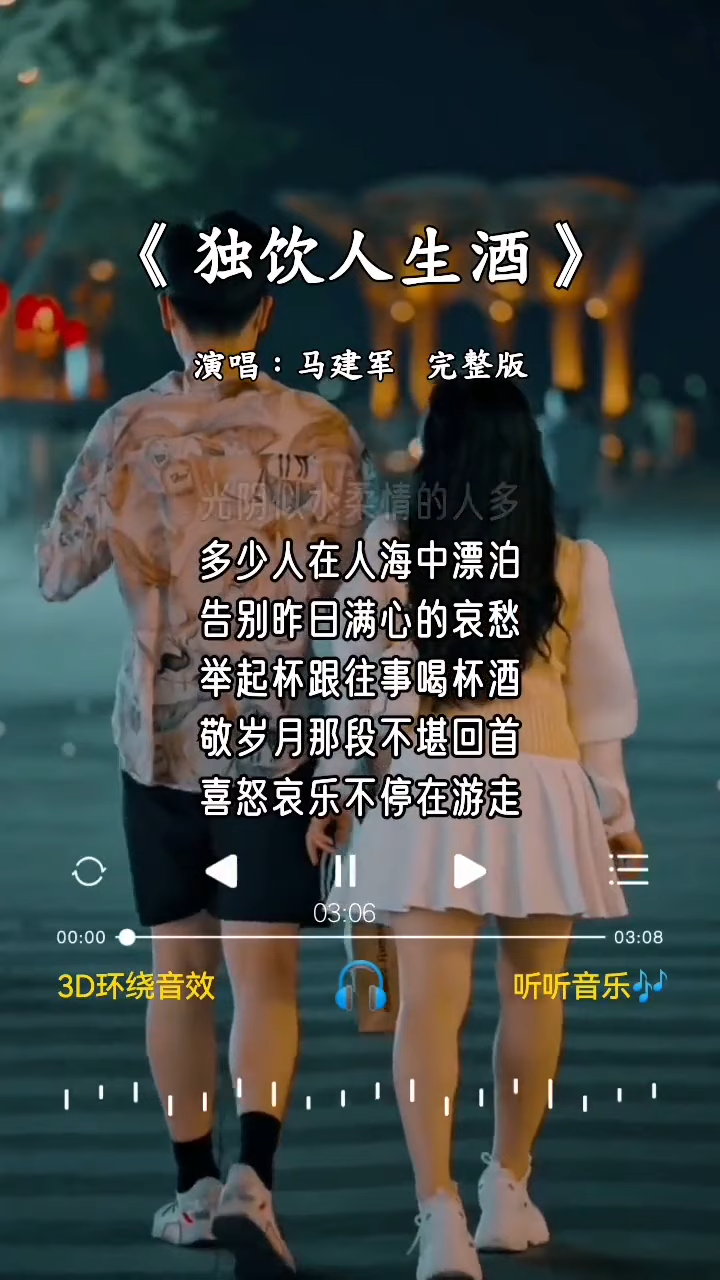 《独饮人生酒》
演唱：马建军 完整版
光阴似水柔情的人多
多少人在人海中漂泊
告别昨日满心的哀愁
举起杯跟往事喝杯酒
敬岁月那段不堪回首
喜怒哀乐不停在游走
03:06
00:00 03:08
3D环绕音效 听听音乐